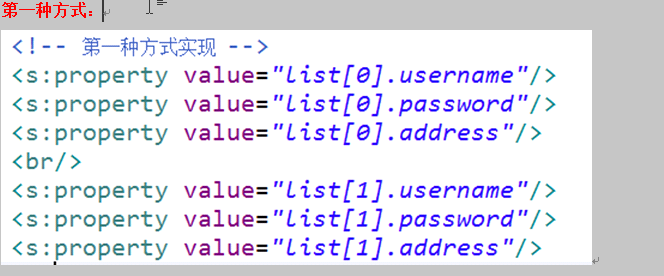 第一种方式:
<!-- 第一种方式实现 -->
<s:property value="list[0].username"/>
<s:property value="list[0].password"/>
<s:property value="list[0].address"/>
<br/>
<s:property value="list[1].username"/>
<s:property value="list[1].password"/>
<s:property value="list[1].address"/>